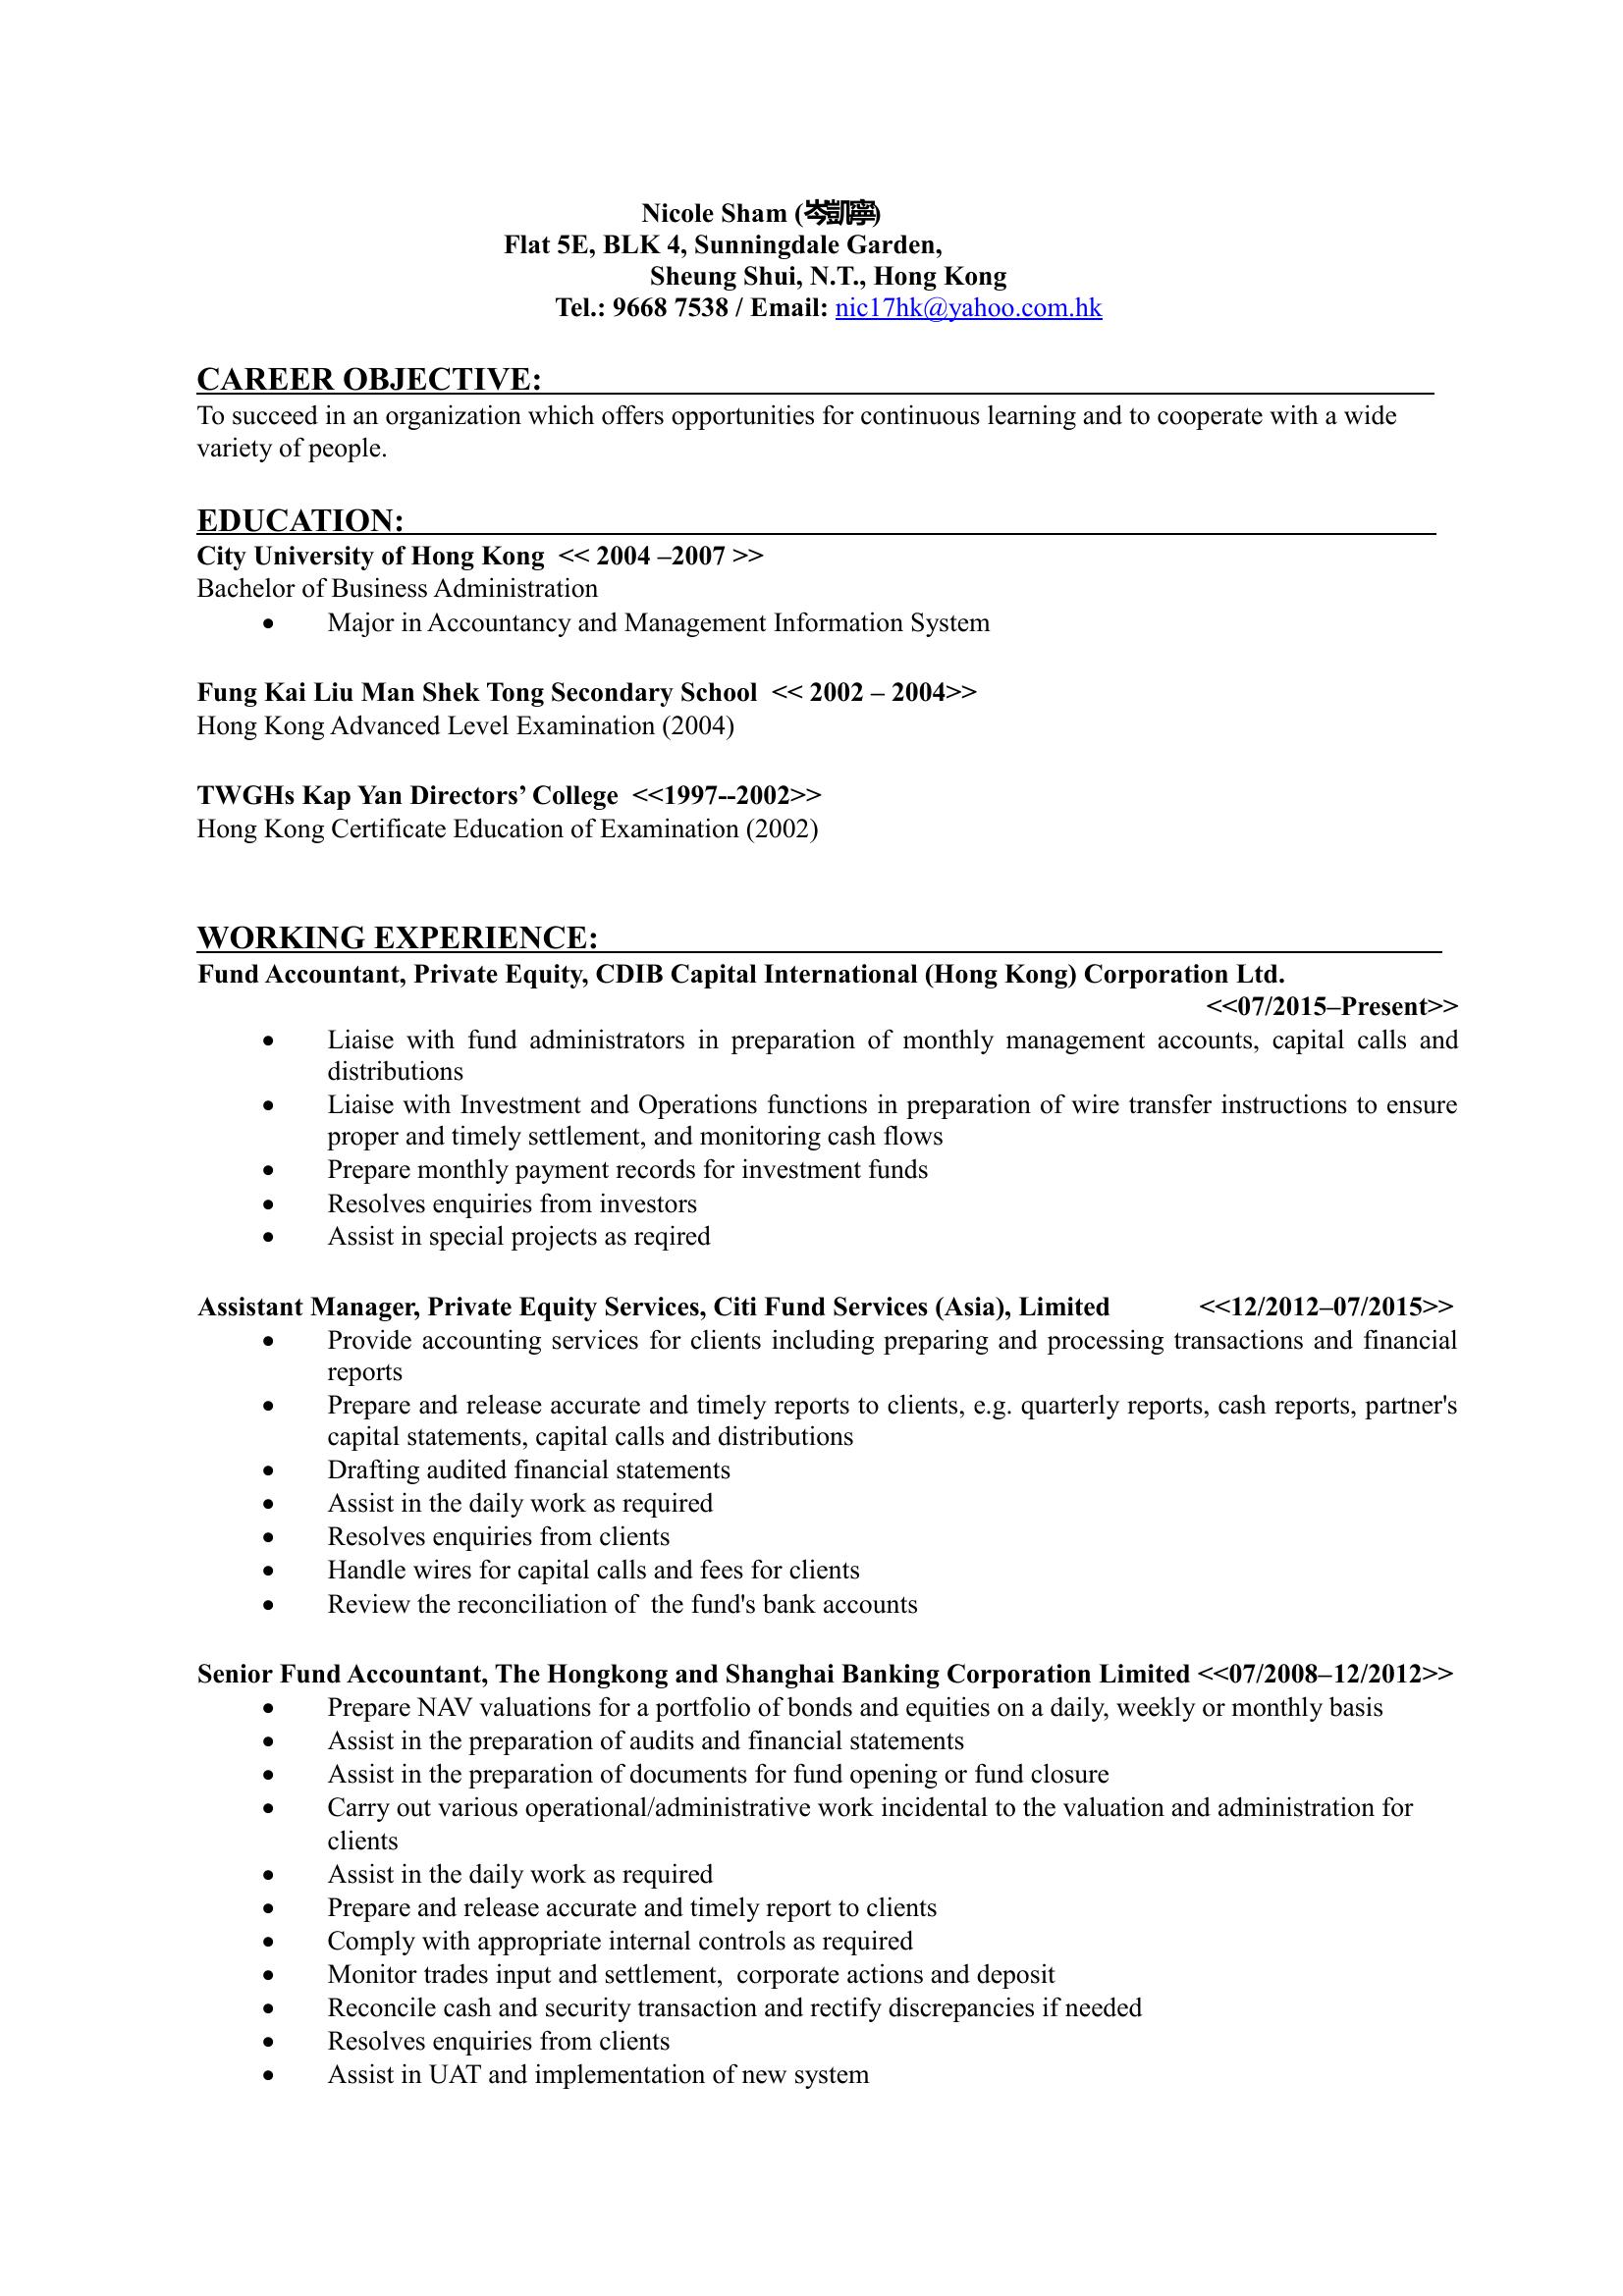 Nicole Sham (岑凱寧)
Flat 5E, BLK 4, Sunningdale Garden,
Sheung Shui, N.T., Hong Kong
Tel.: 9668 7538 / Email: nic17hk@yahoo.com.hk
CAREER OBJECTIVE:
To succeed in an organization which offers opportunities for continuous learning and to cooperate with a wide
variety of people.
EDUCATION:
City University of Hong Kong << 2004 –2007 >>
Bachelor of Business Administration
• Major in Accountancy and Management Information System
Fung Kai Liu Man Shek Tong Secondary School << 2002 – 2004>>
Hong Kong Advanced Level Examination (2004)
TWGHs Kap Yan Directors’ College <<1997--2002>>
Hong Kong Certificate Education of Examination (2002)
WORKING EXPERIENCE:
Fund Accountant, Private Equity, CDIB Capital International (Hong Kong) Corporation Ltd.
<<07/2015–Present>>
• Liaise with fund administrators in preparation of monthly management accounts, capital calls and
distributions
• Liaise with Investment and Operations functions in preparation of wire transfer instructions to ensure
proper and timely settlement, and monitoring cash flows
• Prepare monthly payment records for investment funds
• Resolves enquiries from investors
• Assist in special projects as reqired
Assistant Manager, Private Equity Services, Citi Fund Services (Asia), Limited <<12/2012–07/2015>>
• Provide accounting services for clients including preparing and processing transactions and financial
reports
• Prepare and release accurate and timely reports to clients, e.g. quarterly reports, cash reports, partner's
capital statements, capital calls and distributions
• Drafting audited financial statements
• Assist in the daily work as required
• Resolves enquiries from clients
• Handle wires for capital calls and fees for clients
• Review the reconciliation of the fund's bank accounts
Senior Fund Accountant, The Hongkong and Shanghai Banking Corporation Limited <<07/2008–12/2012>>
• Prepare NAV valuations for a portfolio of bonds and equities on a daily, weekly or monthly basis
• Assist in the preparation of audits and financial statements
• Assist in the preparation of documents for fund opening or fund closure
• Carry out various operational/administrative work incidental to the valuation and administration for
clients
• Assist in the daily work as required
• Prepare and release accurate and timely report to clients
• Comply with appropriate internal controls as required
• Monitor trades input and settlement, corporate actions and deposit
• Reconcile cash and security transaction and rectify discrepancies if needed
• Resolves enquiries from clients
• Assist in UAT and implementation of new system